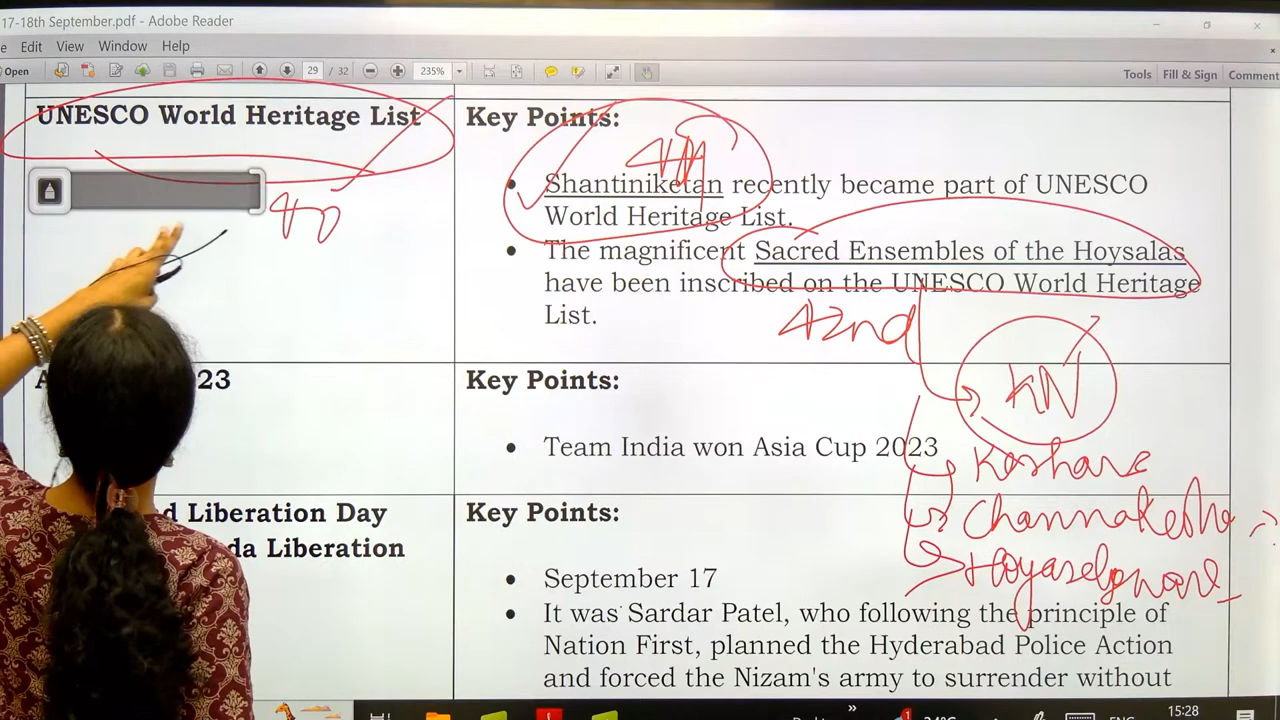 17-18th September.pdf - Adobe Reader
Edit View Window Help
Open 29 / 32 235% Tools Fill & Sign Comment
UNESCO World Heritage List
40
Key Points:
Shantiniketan recently became part of UNESCO
World Heritage List.
The magnificent Sacred Ensembles of the Hoysalas
have been inscribed on the UNESCO World Heritage
List.
42nd
KN
23
Key Points:
Team India won Asia Cup 2023
Channakesha
d Liberation Day
da Liberation
Key Points:
September 17
It was Sardar Patel, who following the principle of
Nation First, planned the Hyderabad Police Action
and forced the Nizam's army to surrender without
15:28